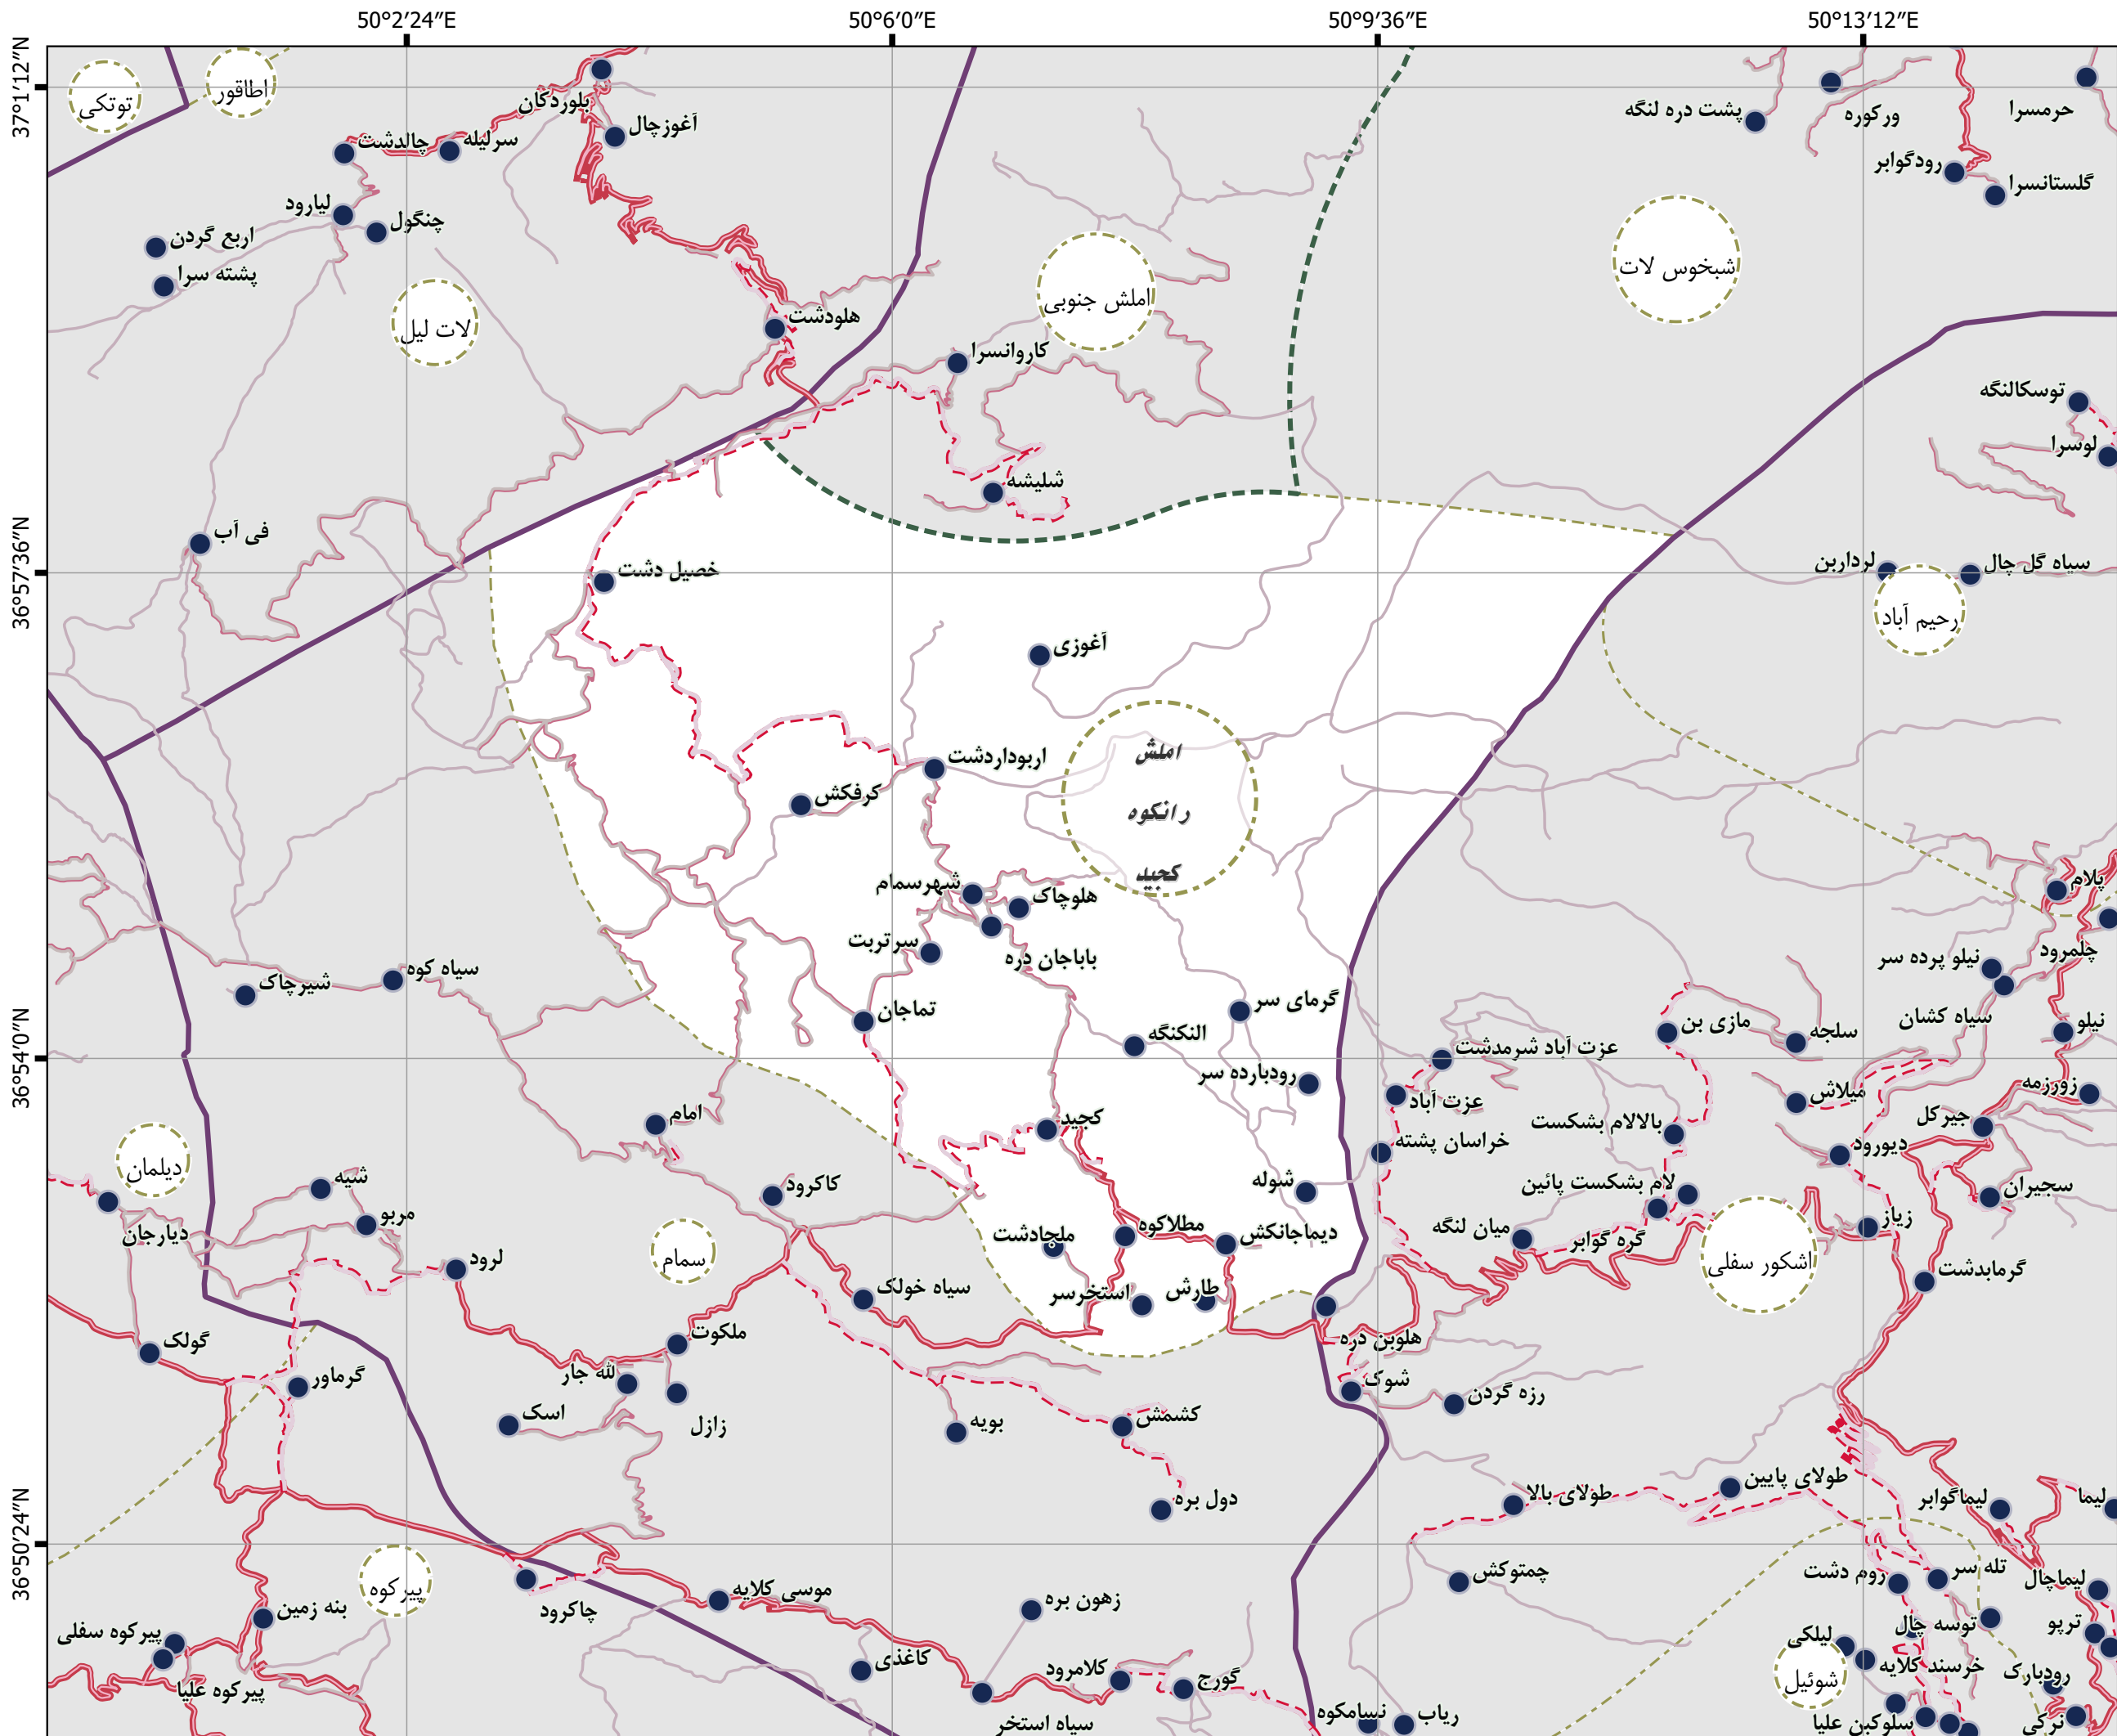 50°2′24″E
50°6′0″E
50°9′36″E
50°13′12″E
37°1′12″N
36°57′36″N
36°54′0″N
36°50′24″N
توتکی
اطاقور
بلوردکان
آغوزچال
سرلیله
چالدشت
لیارود
چنگول
اربع گردن
پشته سرا
لات لیل
هلودشت
املش جنوبی
کاروانسرا
شلیشه
پشت دره لنگه
ورکوره
حرمسرا
رودگوابر
گلستانسرا
شبخوس لات
توسکالنگه
لوسرا
لرداربن
سیاه گل چال
رحیم آباد
فی آب
خصیل دشت
آغوزی
املش
رانکوه
کجید
اربوداردشت
کرفکش
شهرسمام
هلوچاک
باباجان دره
سرتربت
تماجان
گرمای سر
النکنگه
رودبارده سر
شیرچاک
سیاه کوه
پلام
چلمرود
نیلو پرده سر
سیاه کشان
نیلو
مازی بن
سلجه
عزت آباد شرمدشت
عزت آباد
میلاش
زورزمه
جیرکل
بالالام بشکست
دیورود
خراسان پشته
امام
کجید
شوله
کاکرود
لام بشکست پائین
سجیران
زیاز
دیلمان
شیه
مربو
دیارجان
لرود
سمام
ملجادشت
مطلاکوه
دیماجانکش
میان لنگه
گره گوابر
اشکور سفلی
گرمابدشت
سیاه خولک
استخرسر
طارش
هلوبن دره
گولک
ملکوت
گرماور
لله جار
زازل
اسک
بویه
کشمش
شوک
رزه گردن
دول بره
طولای بالا
طولای پایین
لیماگوابر
لیما
چمتوکش
روم دشت
تله سر
لیماچال
پیرکوه
چاکرود
موسی کلایه
زهون بره
بنه زمین
پیرکوه سفلی
پیرکوه علیا
کاغذی
کلامرود
گورج
سیاه استخر
نسامکوه
ریاب
توسه چال
ترپو
لیلکی
شوئیل
خرسند کلایه
رودبارک
سلوکبن علیا
ترکی